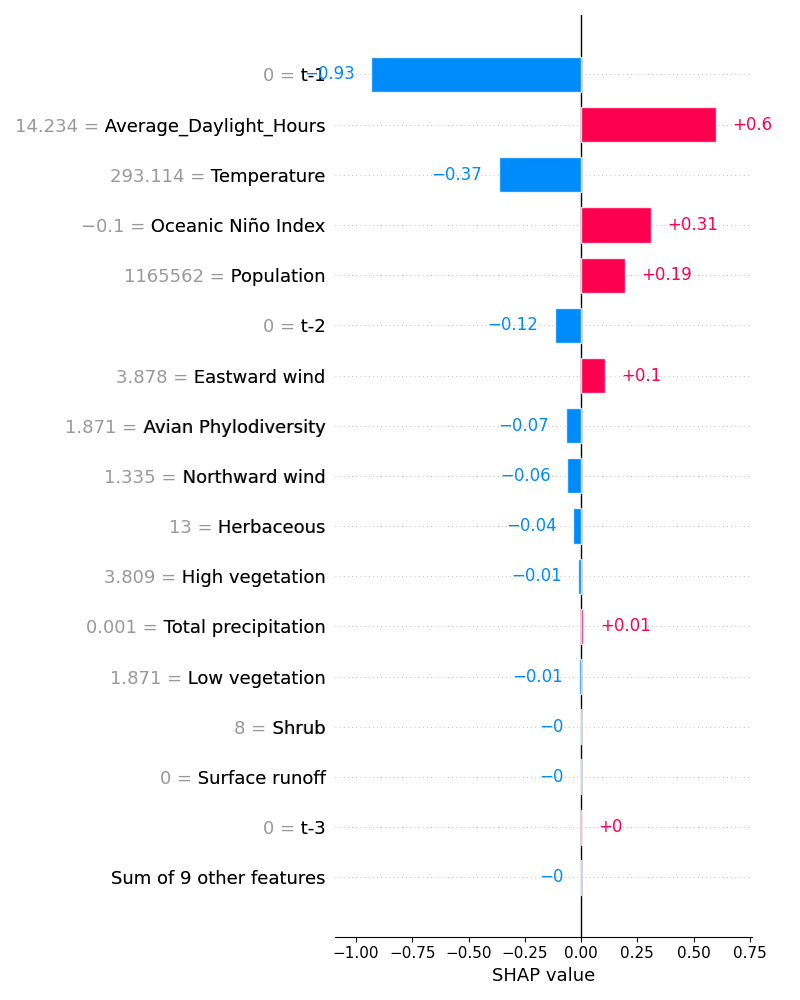 0 = t-1 −0.93
14.234 = Average_Daylight_Hours +0.6
293.114 = Temperature −0.37
−0.1 = Oceanic Niño Index +0.31
1165562 = Population +0.19
0 = t-2 −0.12
3.878 = Eastward wind +0.1
1.871 = Avian Phylodiversity −0.07
1.335 = Northward wind −0.06
13 = Herbaceous −0.04
3.809 = High vegetation −0.01
0.001 = Total precipitation +0.01
1.871 = Low vegetation −0.01
8 = Shrub −0
0 = Surface runoff −0
0 = t-3 +0
Sum of 9 other features −0
−1.00 −0.75 −0.50 −0.25 0.00 0.25 0.50 0.75
SHAP value